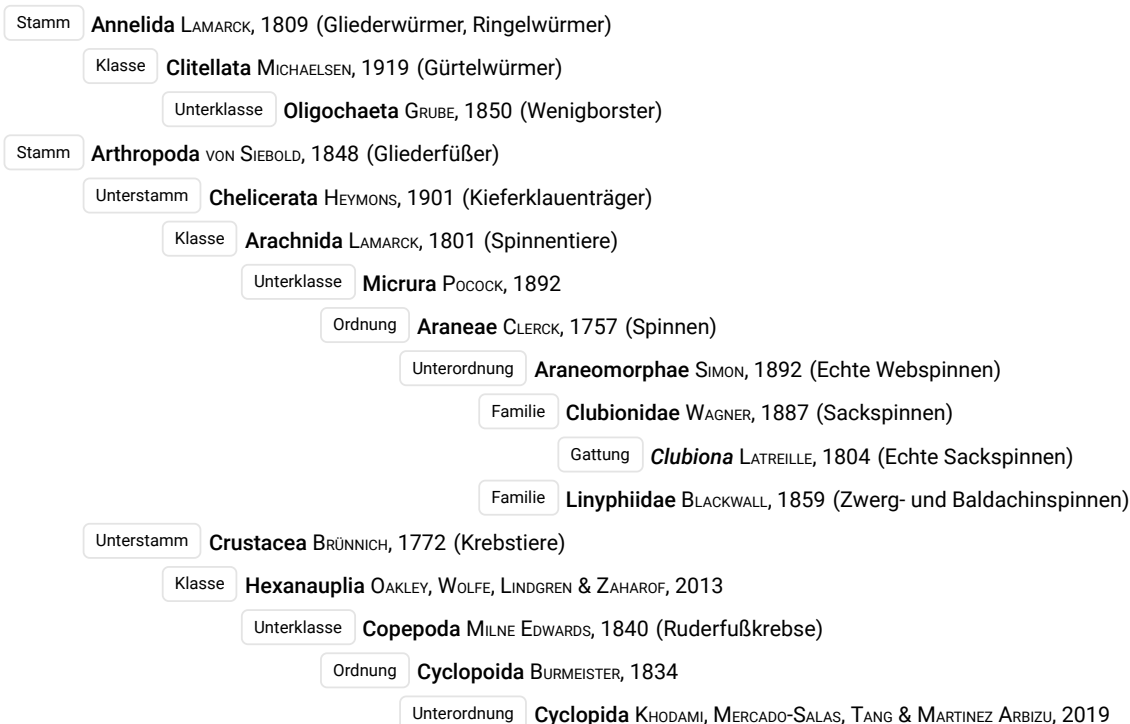 Stamm Annelida Lamarck, 1809 (Gliederwürmer, Ringelwürmer)
Klasse Clitellata Michaelsen, 1919 (Gürtelwürmer)
Unterklasse Oligochaeta Grube, 1850 (Wenigborster)
Stamm Arthropoda von Siebold, 1848 (Gliederfüßer)
Unterstamm Chelicerata Heymons, 1901 (Kieferklauenträger)
Klasse Arachnida Lamarck, 1801 (Spinnentiere)
Unterklasse Micrura Pocock, 1892
Ordnung Araneae Clerck, 1757 (Spinnen)
Unterordnung Araneomorphae Simon, 1892 (Echte Webspinnen)
Familie Clubionidae Wagner, 1887 (Sackspinnen)
Gattung Clubiona Latreille, 1804 (Echte Sackspinnen)
Familie Linyphiidae Blackwall, 1859 (Zwerg- und Baldachinspinnen)
Unterstamm Crustacea Brünnich, 1772 (Krebstiere)
Klasse Hexanauplia Oakley, Wolfe, Lindgren & Zaharof, 2013
Unterklasse Copepoda Milne Edwards, 1840 (Ruderfußkrebse)
Ordnung Cyclopoida Burmeister, 1834
Unterordnung Cyclopida Khodami, Mercado-Salas, Tang & Martinez Arbizu, 2019